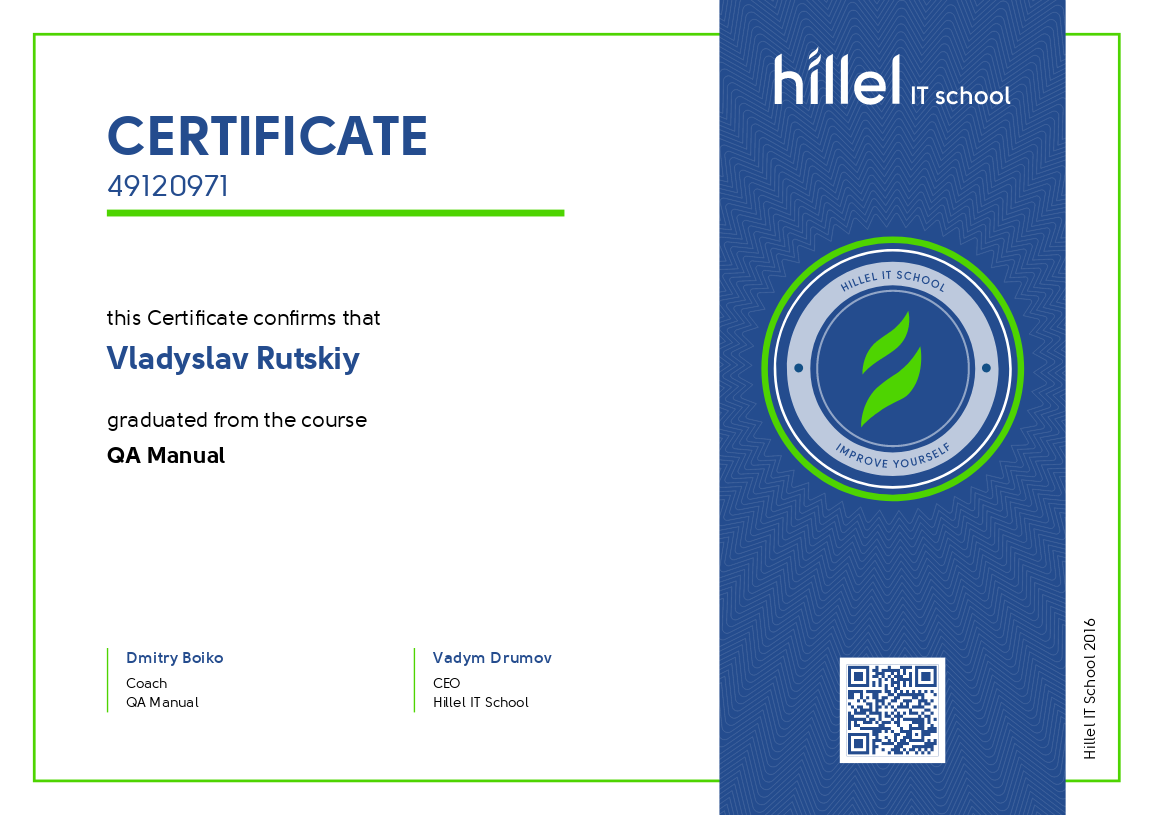 CERTIFICATE
49120971
this Certificate confirms that
Vladyslav Rutskiy
graduated from the course
QA Manual
Dmitry Boiko
Coach
QA Manual
Vadym Drumov
CEO
Hillel IT School
hillel IT school
HILLEL IT SCHOOL
IMPROVE YOURSELF
Hillel IT School 2016